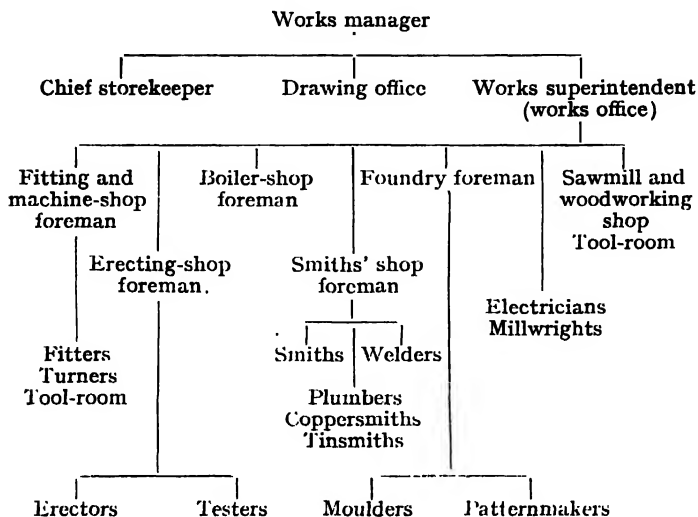 Works manager
Chief storekeeper Drawing office Works superintendent
(works office)
Fitting and Boiler-shop Foundry foreman Sawmill and
machine-shop foreman woodworking
foreman shop
Erecting-shop Smiths' shop Tool-room
foreman. foreman
Electricians
Millwrights
Fitters Smiths Welders
Turners
Tool-room Plumbers
Coppersmiths
Tinsmiths
Erectors Testers Moulders Patternmakers